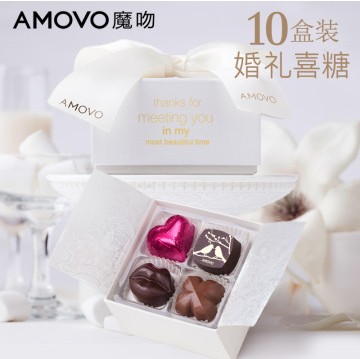 AMOVO魔吻
10盒装
婚礼喜糖
AMOVO
thanks for
meeting you
in my
most beautiful time